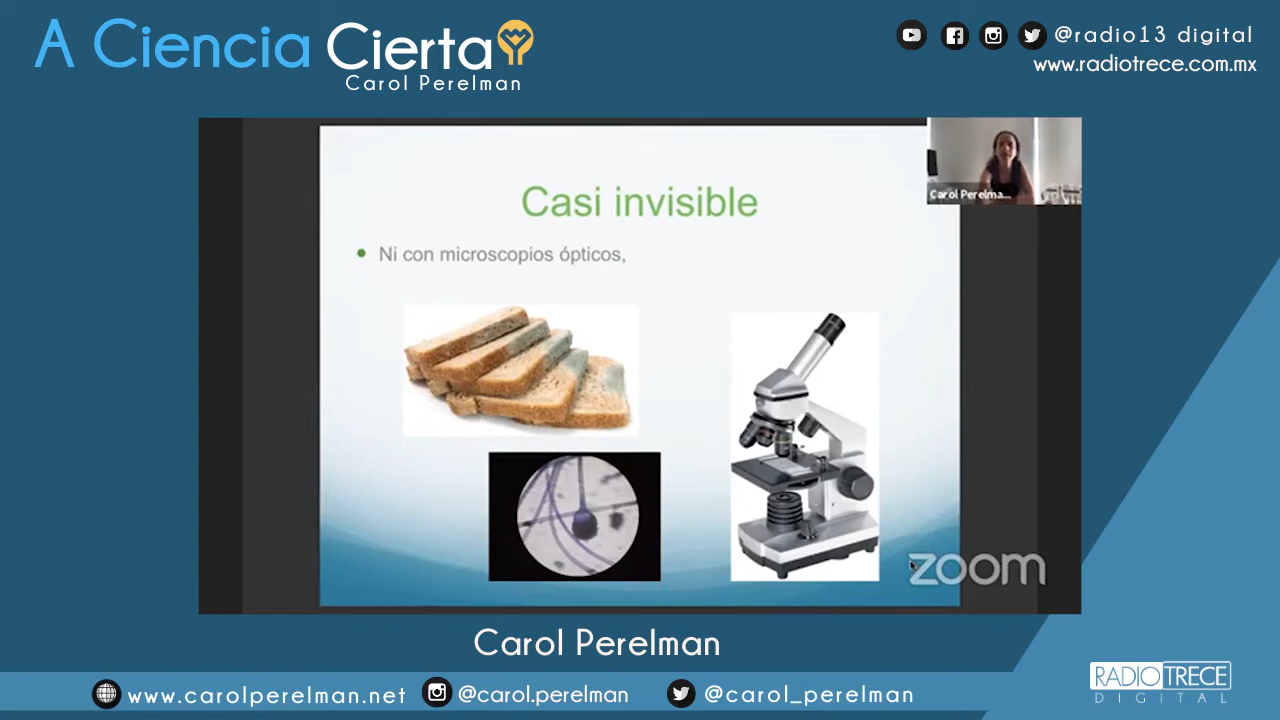 A Ciencia Cierta
Carol Perelman
@radio13 digital
www.radiotrece.com.mx
Carol Perelma...
Casi invisible
Ni con microscopios ópticos,
zoom
Carol Perelman
www.carolperelman.net
@carol.perelman
@carol_perelman
RADIO TRECE
DIGITAL